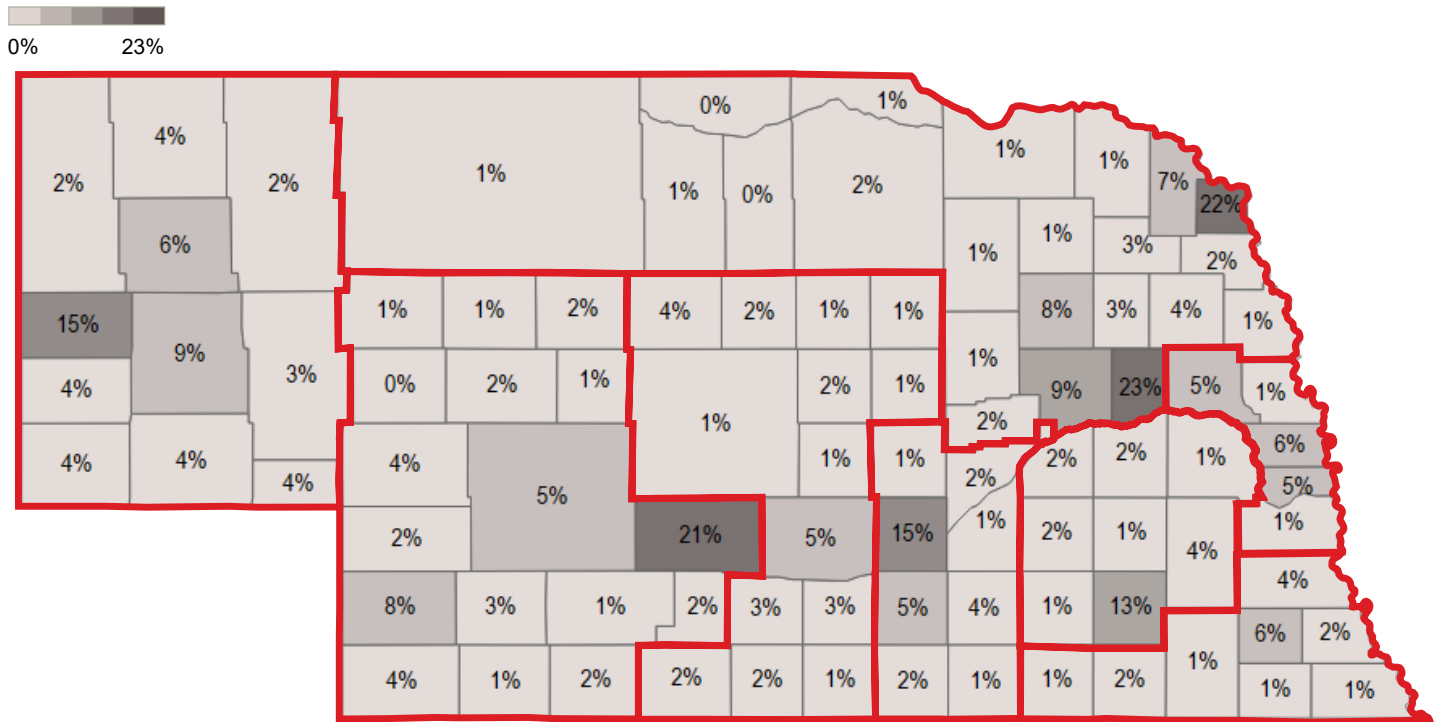 0% 23%
0% 1%
4% 1% 1%
1% 1%
2% 2% 1% 0% 2% 7%
22%
6% 1% 1% 3%
2%
1% 1% 2% 4% 2% 1% 1% 8% 3% 4% 1%
15%
9% 3% 0% 2% 1% 2% 1% 1% 9% 23% 5% 1%
4%
1% 2%
4% 4% 4% 1% 1% 2% 2% 1% 6%
4% 5% 2% 5%
2% 21% 5% 15% 1% 2% 1% 4% 1%
8% 3% 1% 2% 3% 3% 5% 4% 1% 13% 4%
6% 2%
4% 1% 2% 2% 2% 1% 2% 1% 1% 2% 1% 1% 1%